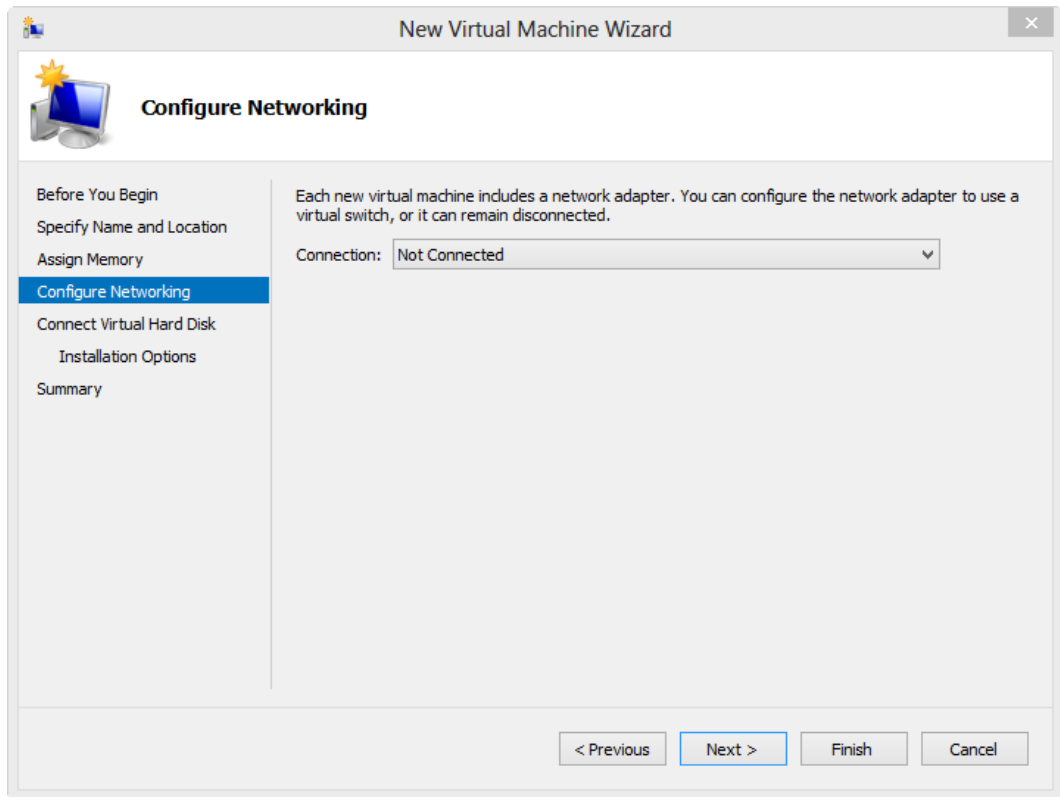 New Virtual Machine Wizard
Configure Networking
Before You Begin
Specify Name and Location
Assign Memory
Configure Networking
Connect Virtual Hard Disk
Installation Options
Summary
Each new virtual machine includes a network adapter. You can configure the network adapter to use a
virtual switch, or it can remain disconnected.
Connection: Not Connected
< Previous Next > Finish Cancel